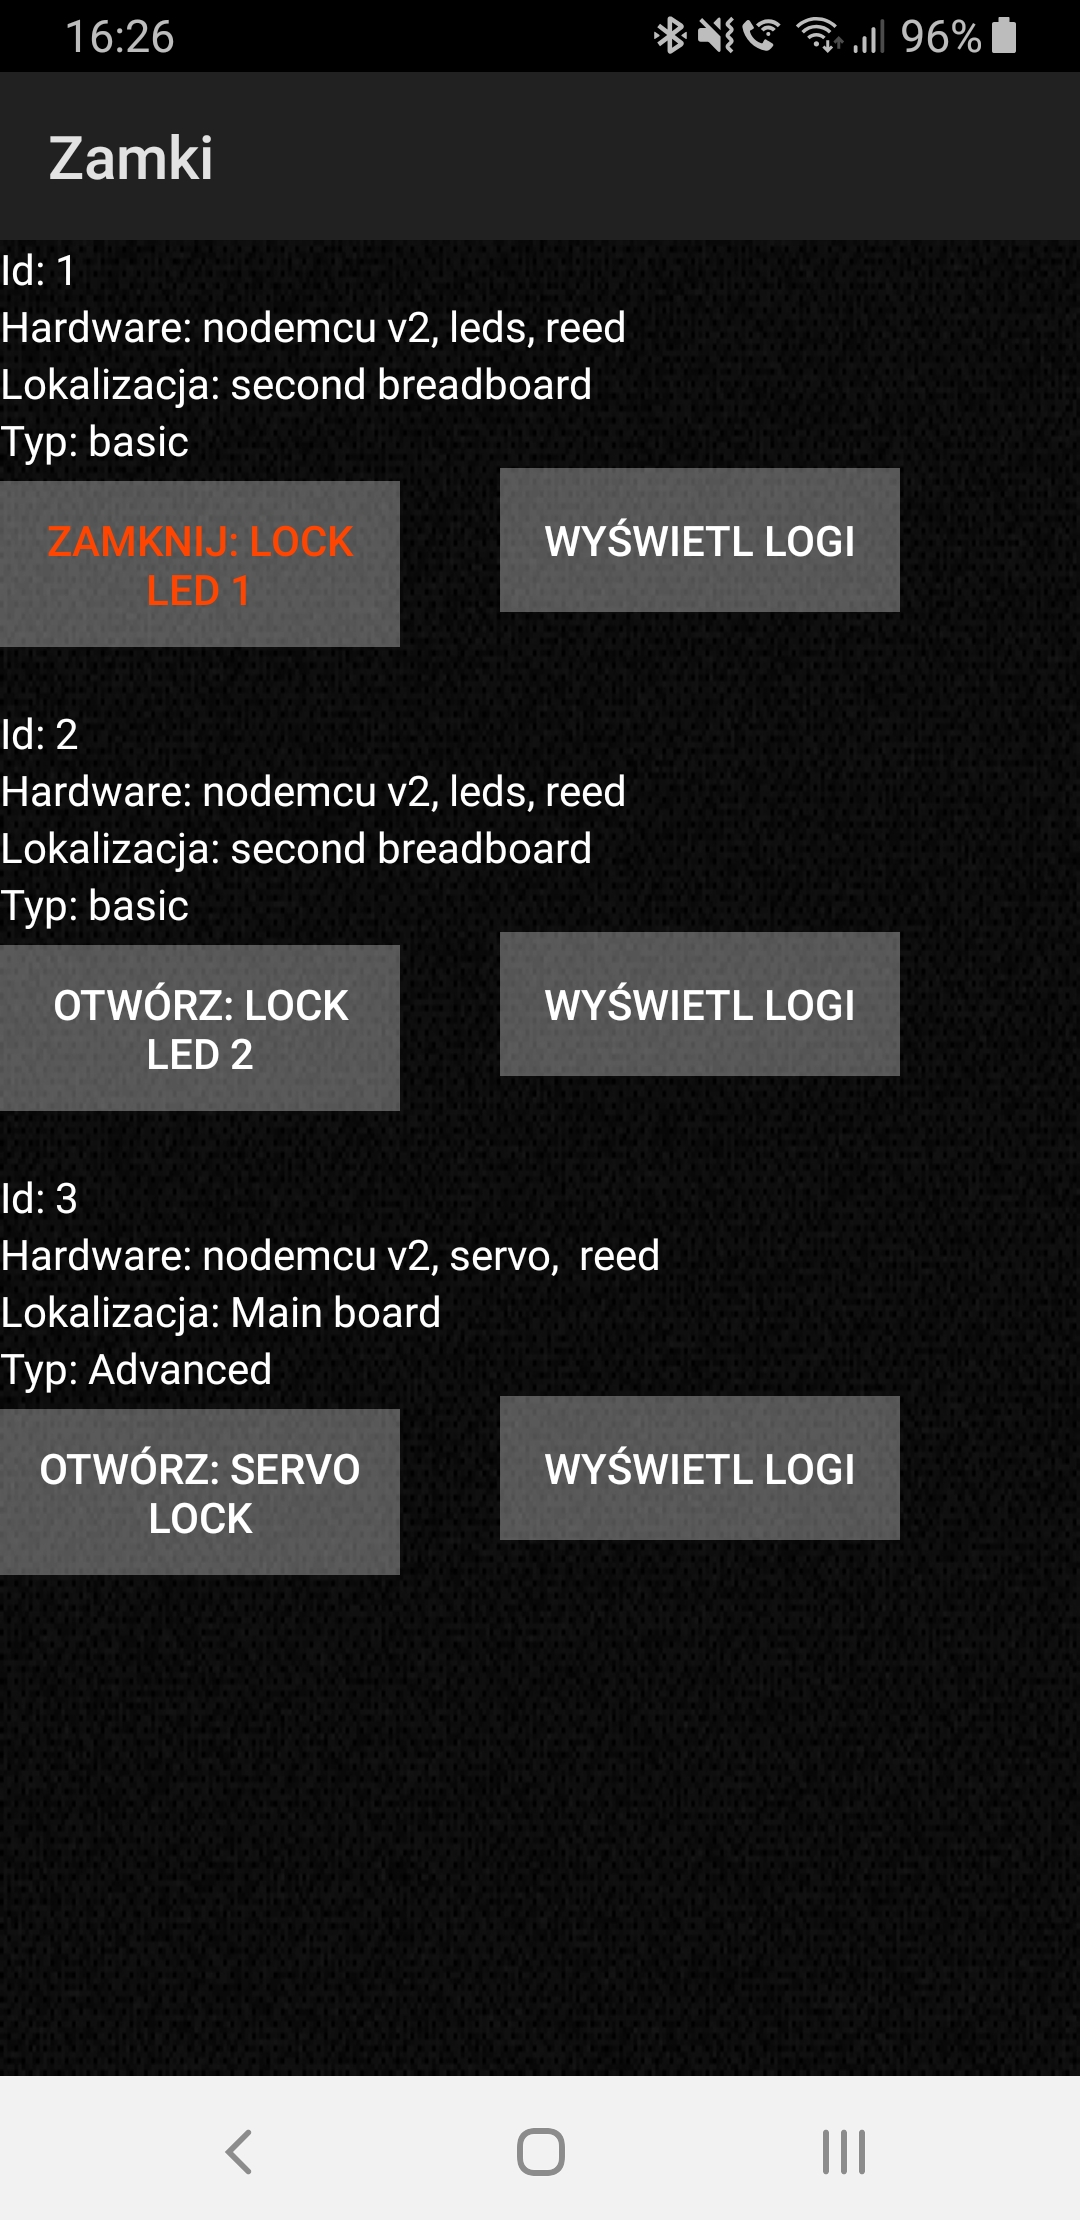 16:26 96%
Zamki
Id: 1
Hardware: nodemcu v2, leds, reed
Lokalizacja: second breadboard
Typ: basic
ZAMKNIJ: LOCK
LED 1
WYŚWIETL LOGI
Id: 2
Hardware: nodemcu v2, leds, reed
Lokalizacja: second breadboard
Typ: basic
OTWÓRZ: LOCK
LED 2
WYŚWIETL LOGI
Id: 3
Hardware: nodemcu v2, servo,  reed
Lokalizacja: Main board
Typ: Advanced
OTWÓRZ: SERVO
LOCK
WYŚWIETL LOGI